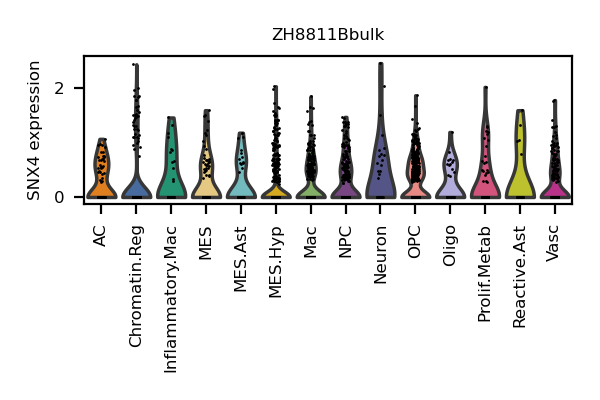 ZH8811Bbulk
SNX4 expression
2
0
AC
Chromatin.Reg
Inflammatory.Mac
MES
MES.Ast
MES.Hyp
Mac
NPC
Neuron
OPC
Oligo
Prolif.Metab
Reactive.Ast
Vasc